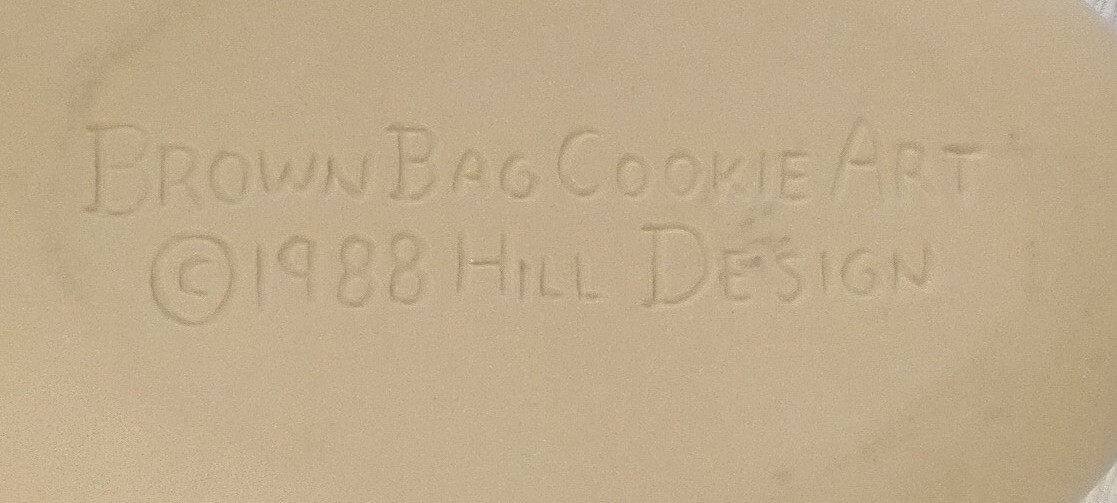 BROWN BAG COOKIE ART
©1988 HILL DESIGN